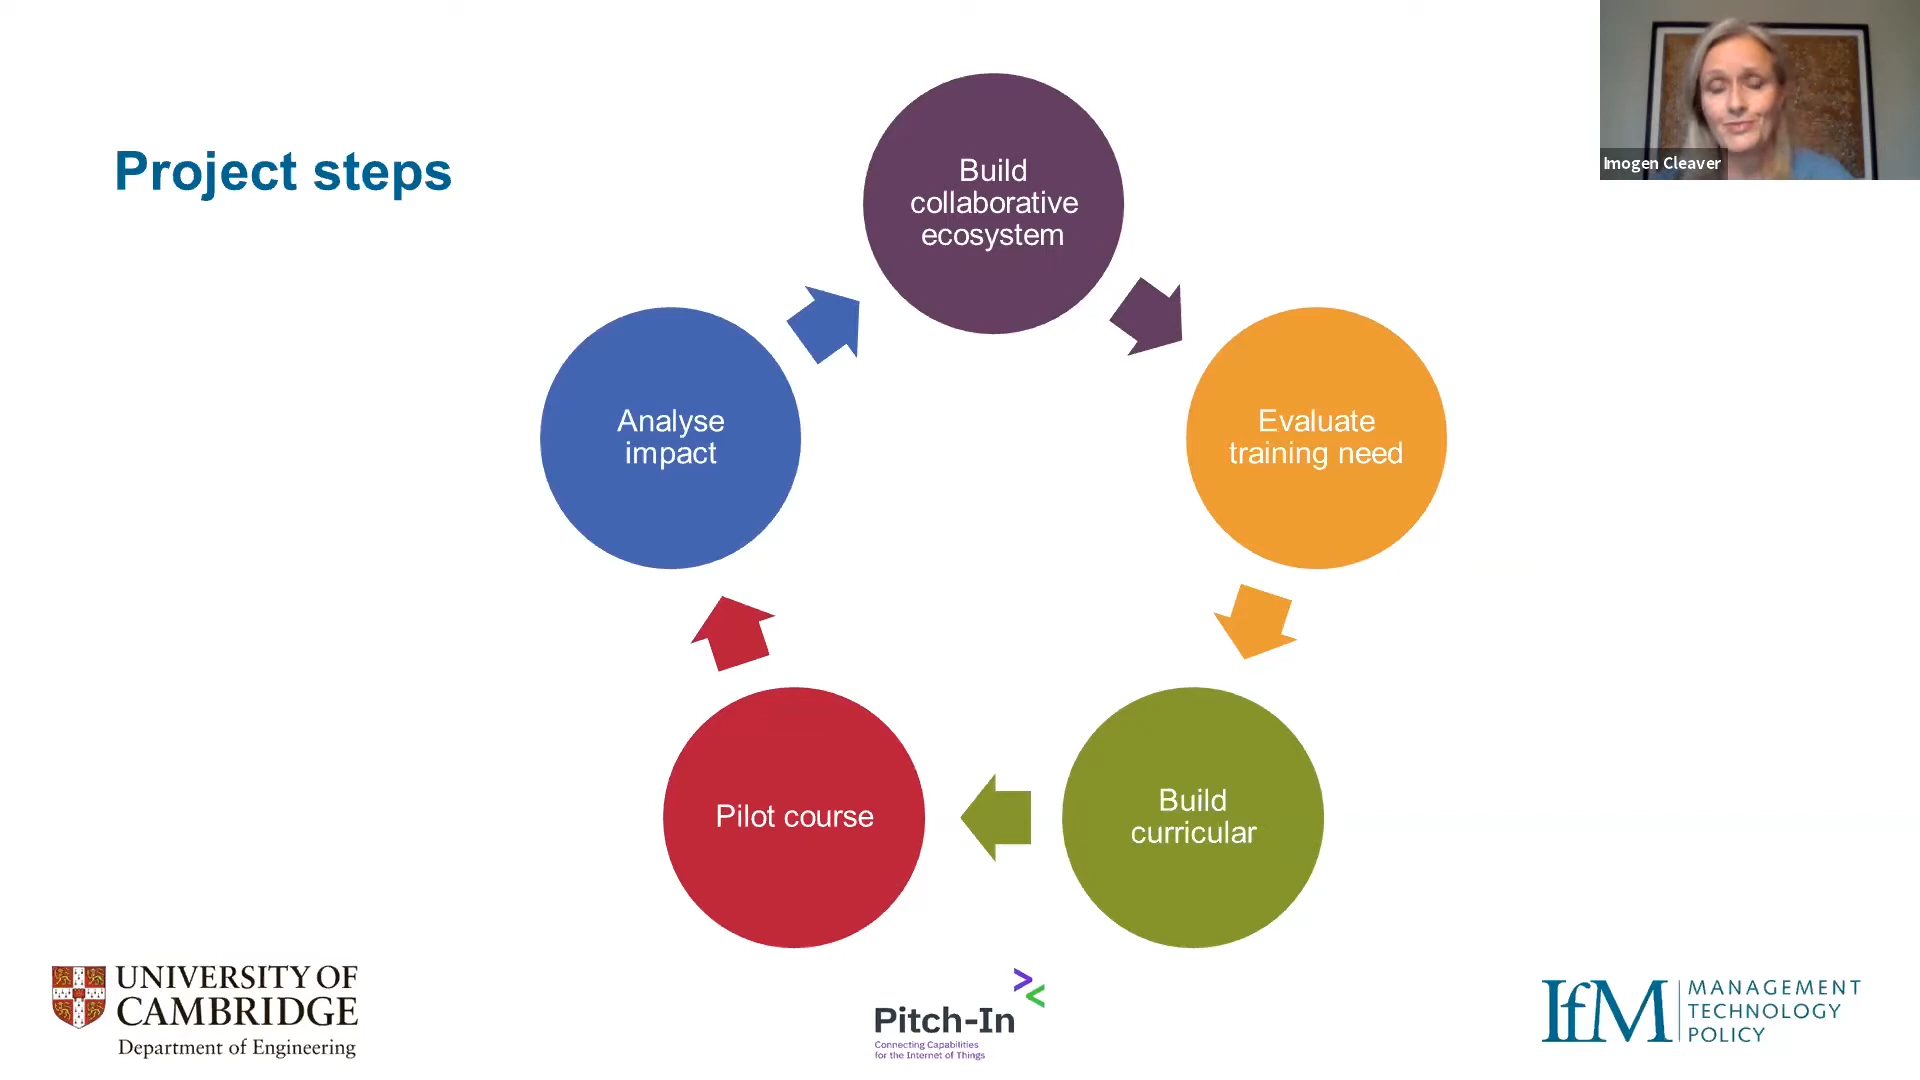 Project steps
Build
collaborative
ecosystem
Evaluate
training need
Build
curricular
Pilot course
Analyse
impact
Imogen Cleaver
UNIVERSITY OF
CAMBRIDGE
Department of Engineering
Pitch-In
Connecting Capabilities
for the Internet of Things
IfM
MANAGEMENT
TECHNOLOGY
POLICY